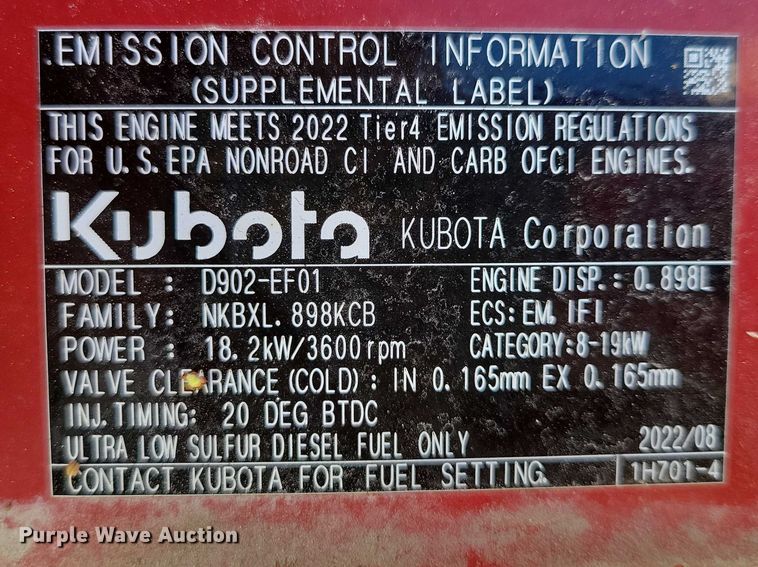 EMISSION CONTROL INFORMATION
(SUPPLEMENTAL LABEL)
THIS ENGINE MEETS 2022 Tier4 EMISSION REGULATIONS
FOR U.S. EPA NONROAD CI AND CARB OFCI ENGINES.
Kubota KUBOTA Corporation
MODEL : D902-EF01 ENGINE DISP.: 0.898L
FAMILY: NKBXL.898KCB ECS: EM, IFI
POWER : 18.2kW/3600rpm CATEGORY:8-19kW
VALVE CLEARANCE (COLD) : IN 0.165mm EX 0.165mm
INJ. TIMING: 20 DEG BTDC
ULTRA LOW SULFUR DIESEL FUEL ONLY 2022/08
CONTACT KUBOTA FOR FUEL SETTING. 1H701-4
Purple Wave Auction